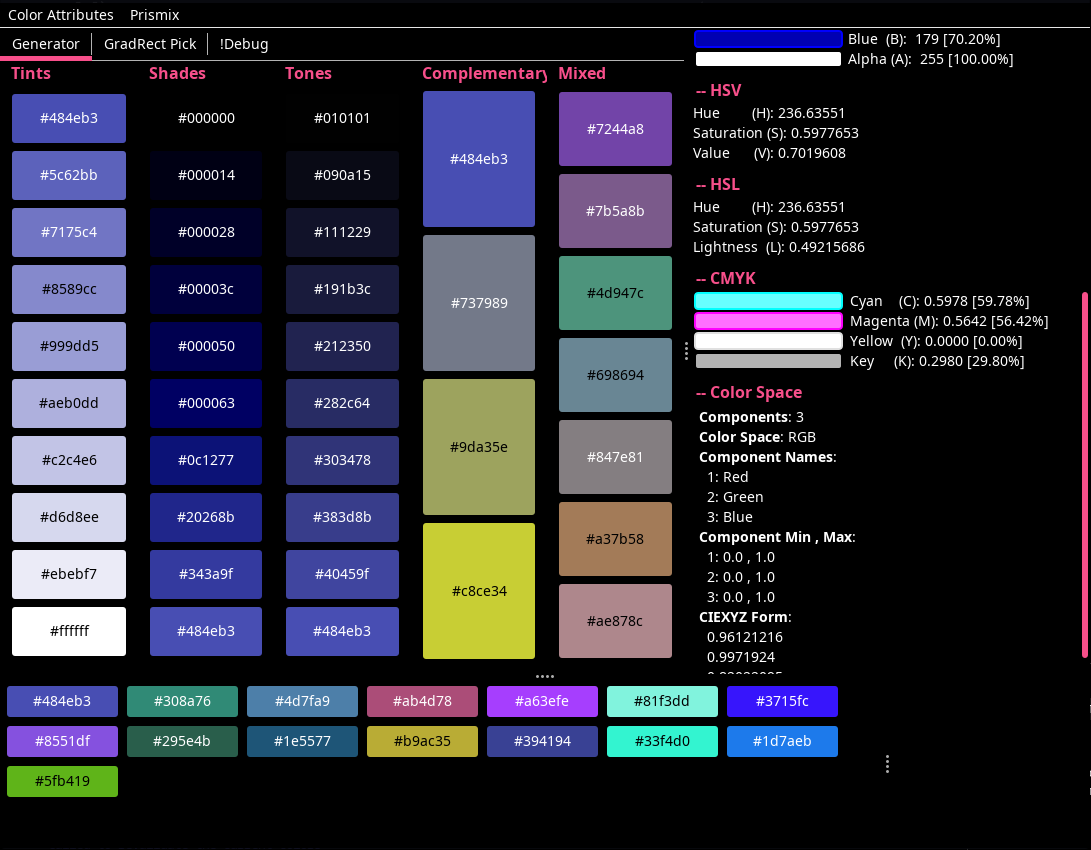 Color Attributes Prismix
Generator GradRect Pick !Debug
Tints Shades Tones Complementary Mixed
#484eb3
#5c62bb
#7175c4
#8589cc
#999dd5
#aeb0dd
#c2c4e6
#d6d8ee
#ebebf7
#ffffff
#000000
#000014
#000028
#00003c
#000050
#000063
#0c1277
#20268b
#343a9f
#484eb3
#010101
#090a15
#111229
#191b3c
#212350
#282c64
#303478
#383d8b
#40459f
#484eb3
#484eb3
#737989
#9da35e
#c8ce34
#7244a8
#7b5a8b
#4d947c
#698694
#847e81
#a37b58
#ae878c
Blue (B): 179 [70.20%]
Alpha (A): 255 [100.00%]
-- HSV
Hue (H): 236.63551
Saturation (S): 0.5977653
Value (V): 0.7019608
-- HSL
Hue (H): 236.63551
Saturation (S): 0.5977653
Lightness (L): 0.49215686
-- CMYK
Cyan (C): 0.5978 [59.78%]
Magenta (M): 0.5642 [56.42%]
Yellow (Y): 0.0000 [0.00%]
Key (K): 0.2980 [29.80%]
-- Color Space
Components: 3
Color Space: RGB
Component Names:
1: Red
2: Green
3: Blue
Component Min , Max:
1: 0.0 , 1.0
2: 0.0 , 1.0
3: 0.0 , 1.0
CIEXYZ Form:
0.96121216
0.9971924
#484eb3 #308a76 #4d7fa9 #ab4d78 #a63efe #81f3dd #3715fc
#8551df #295e4b #1e5577 #b9ac35 #394194 #33f4d0 #1d7aeb
#5fb419